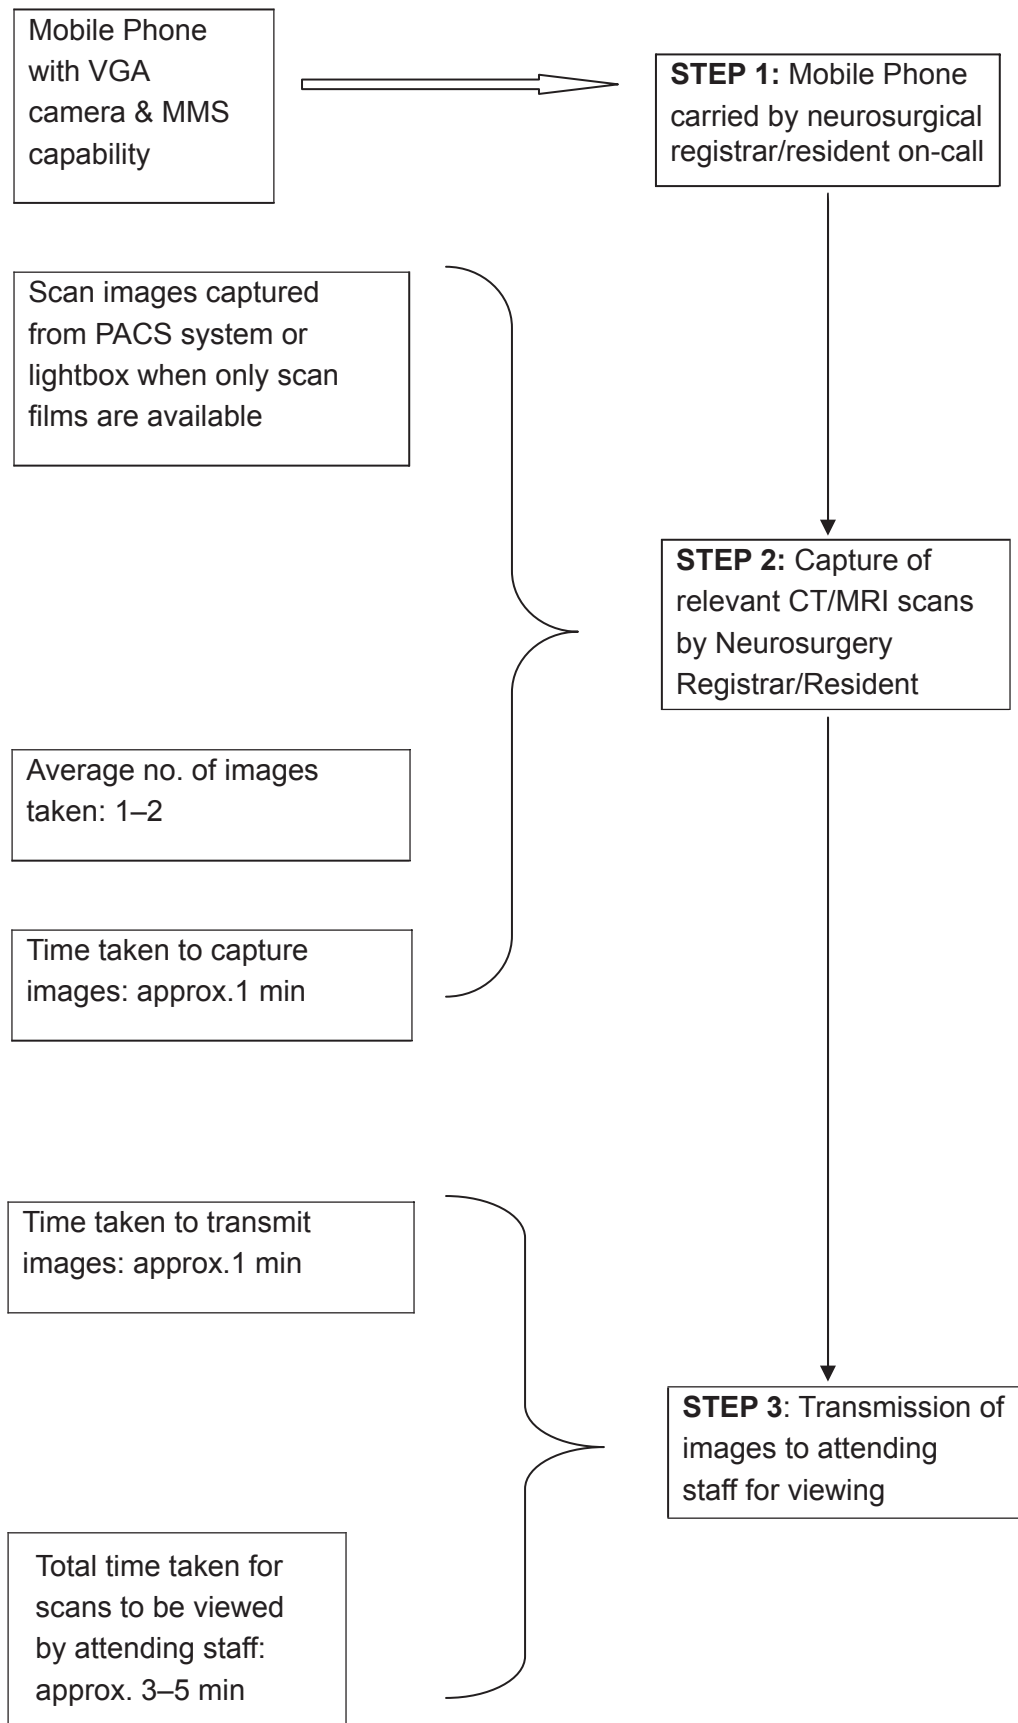 Mobile Phone
with VGA
camera & MMS
capability
STEP 1: Mobile Phone
carried by neurosurgical
registrar/resident on-call
Scan images captured
from PACS system or
lightbox when only scan
films are available
STEP 2: Capture of
relevant CT/MRI scans
by Neurosurgery
Registrar/Resident
Average no. of images
taken: 1–2
Time taken to capture
images: approx.1 min
Time taken to transmit
images: approx.1 min
STEP 3: Transmission of
images to attending
staff for viewing
Total time taken for
scans to be viewed
by attending staff:
approx. 3–5 min